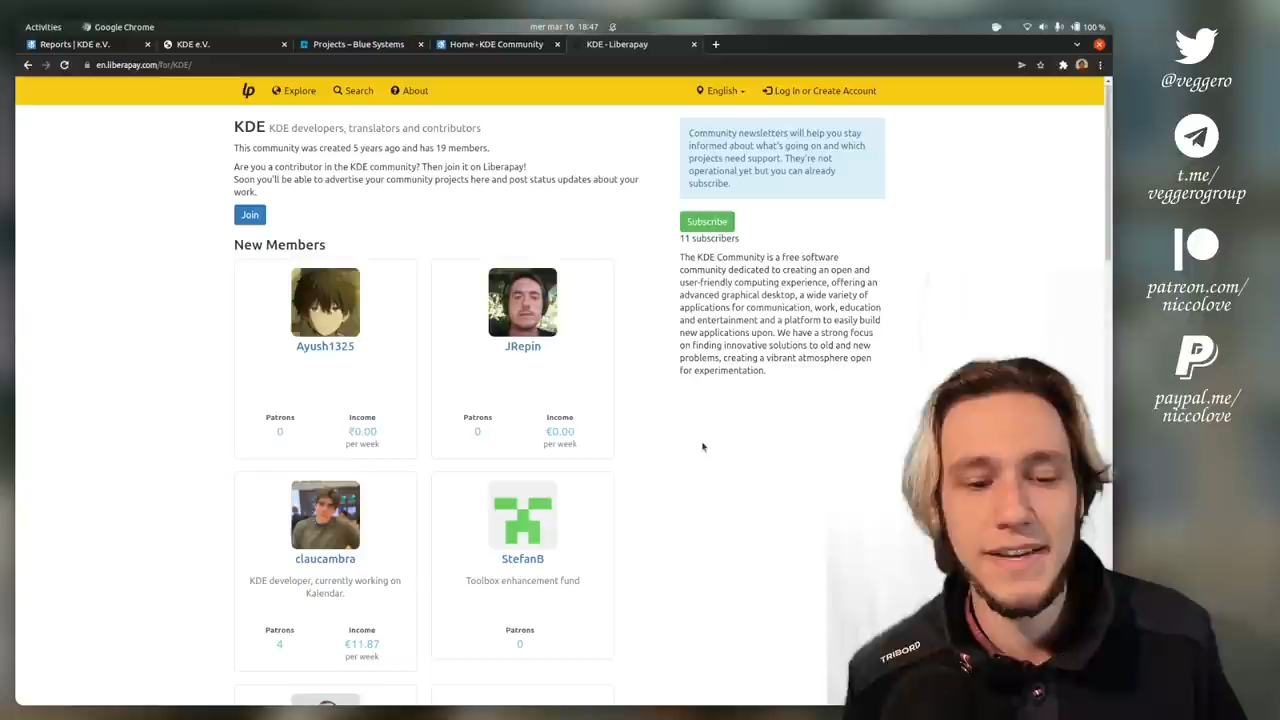 Activities
Google Chrome
mer mar 16 18:47
100 %
Reports | KDE e.V.
KDE e.V.
Projects – Blue Systems
Home - KDE Community
KDE - Liberapay
en.liberapay.com/for/KDE/
lp
Explore
Search
About
English
Log In or Create Account
KDE KDE developers, translators and contributors
This community was created 5 years ago and has 19 members.
Are you a contributor in the KDE community? Then join it on Liberapay!
Soon you'll be able to advertise your community projects here and post status updates about your
work.
Join
New Members
Ayush1325
Patrons
0
Income
₹0.00
per week
JRepin
Patrons
0
Income
€0.00
per week
claucambra
KDE developer, currently working on
Kalendar.
Patrons
4
Income
€11.87
per week
StefanB
Toolbox enhancement fund
Patrons
0
Community newsletters will help you stay
informed about what's going on and which
projects need support. They're not
operational yet but you can already
subscribe.
Subscribe
11 subscribers
The KDE Community is a free software
community dedicated to creating an open and
user-friendly computing experience, offering an
advanced graphical desktop, a wide variety of
applications for communication, work, education
and entertainment and a platform to easily build
new applications upon. We have a strong focus
on finding innovative solutions to old and new
problems, creating a vibrant atmosphere open
for experimentation.
TRIBORD
@veggero
t.me/
veggerogroup
patreon.com/
niccolove
paypal.me/
niccolove